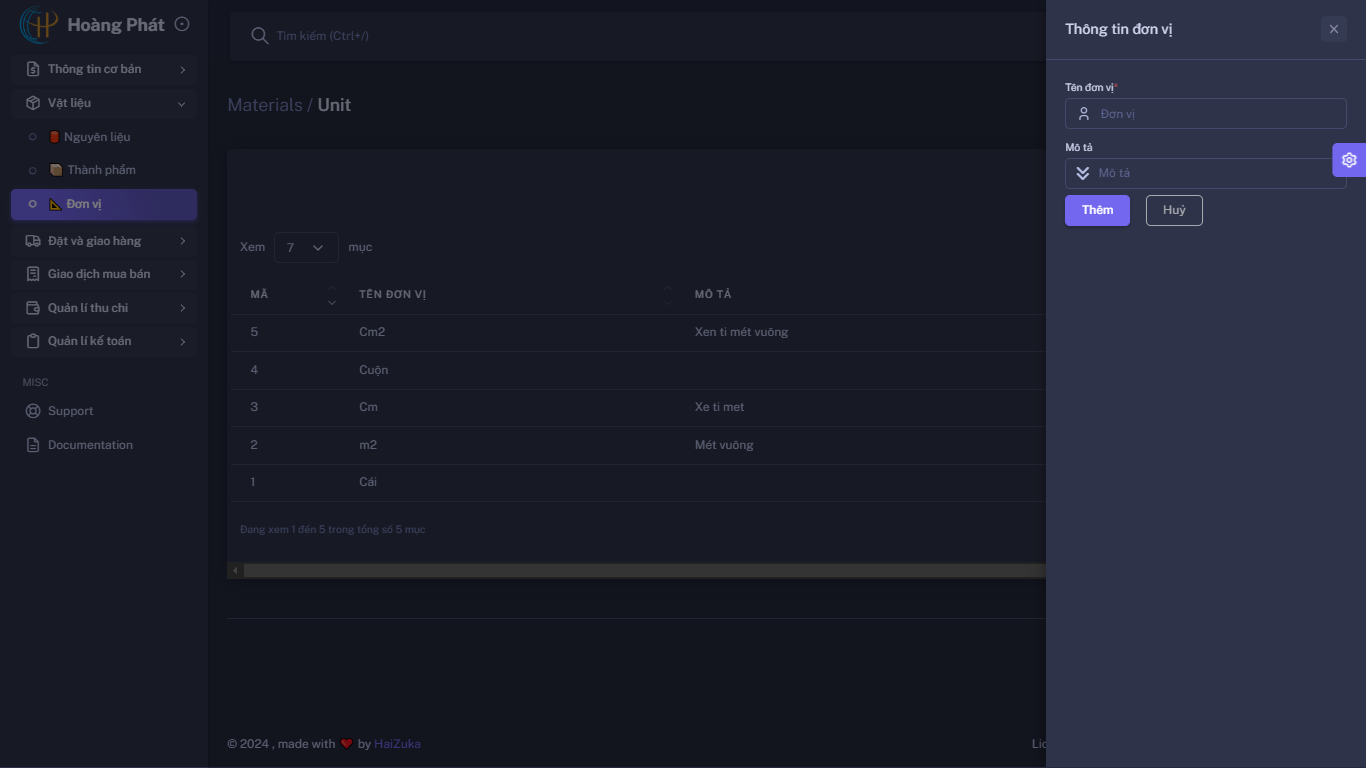 Hoàng Phát
Thông tin cơ bản
Vật liệu
Nguyên liệu
Thành phẩm
Đơn vị
Đặt và giao hàng
Giao dịch mua bán
Quản lí thu chi
Quản lí kế toán
MISC
Support
Documentation
Tìm kiếm (Ctrl+/)
Materials / Unit
Xem 7 mục
MÃ TÊN ĐƠN VỊ MÔ TẢ
5 Cm2 Xen ti mét vuông
4 Cuộn
3 Cm Xe ti met
2 m2 Mét vuông
1 Cái
Đang xem 1 đến 5 trong tổng số 5 mục
© 2024 , made with ❤️ by HaiZuka
Thông tin đơn vị
Tên đơn vị*
Đơn vị
Mô tả
Mô tả
Thêm Huỷ